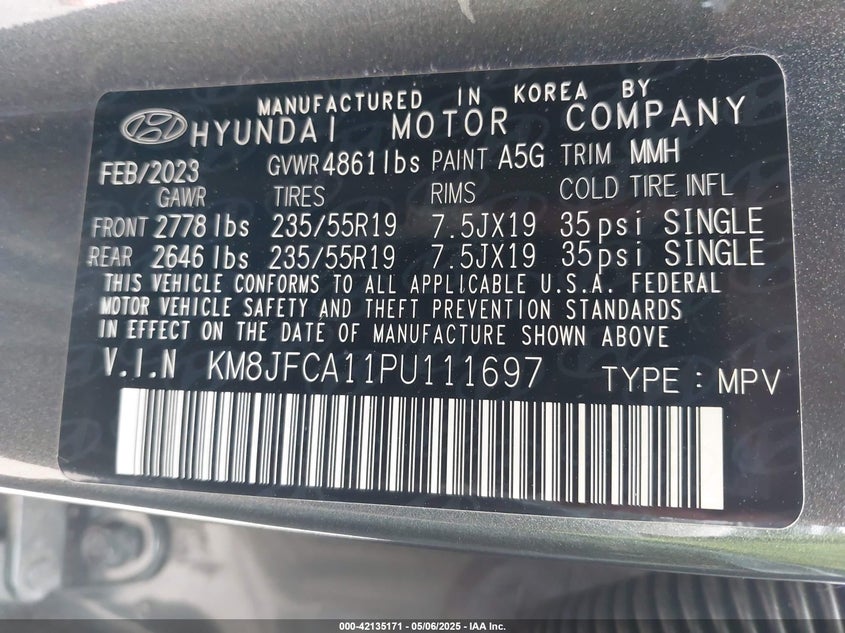 MANUFACTURED IN KOREA BY
HYUNDAI MOTOR COMPANY
FEB/2023 GVWR 4861lbs PAINT A5G TRIM MMH
GAWR TIRES RIMS COLD TIRE INFL
FRONT 2778lbs 235/55R19 7.5JX19 35psi SINGLE
REAR 2646lbs 235/55R19 7.5JX19 35psi SINGLE
THIS VEHICLE CONFORMS TO ALL APPLICABLE U.S.A. FEDERAL
MOTOR VEHICLE SAFETY AND THEFT PREVENTION STANDARDS
IN EFFECT ON THE DATE OF MANUFACTURE SHOWN ABOVE
V.I.N KM8JFCA11PU111697 TYPE : MPV
000-42135171 - 05/06/2025 - IAA Inc.